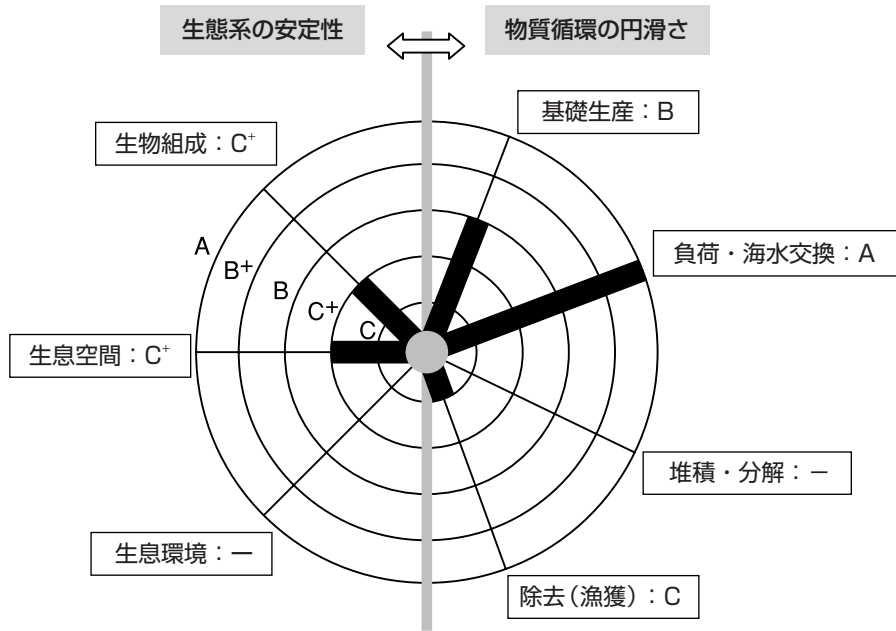 生態系の安定性
物質循環の円滑さ
基礎生産：B
生物組成：C⁺
A
B+
B
C+
C
負荷・海水交換：A
生息空間：C⁺
堆積・分解：－
生息環境：－
除去（漁獲）：C